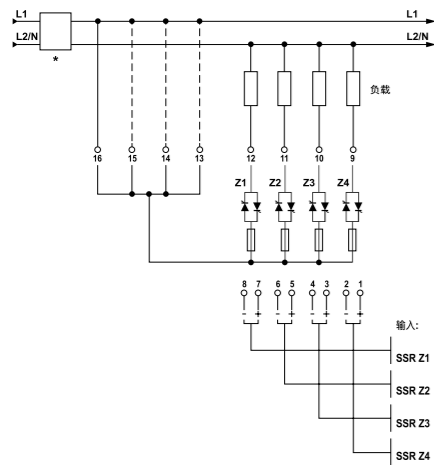 L1 L1
L2/N L2/N
*
负载
16 15 14 13 12 11 10 9
Z1 Z2 Z3 Z4
8 7 6 5 4 3 2 1
- + - + - + - +
输入:
SSR Z1
SSR Z2
SSR Z3
SSR Z4